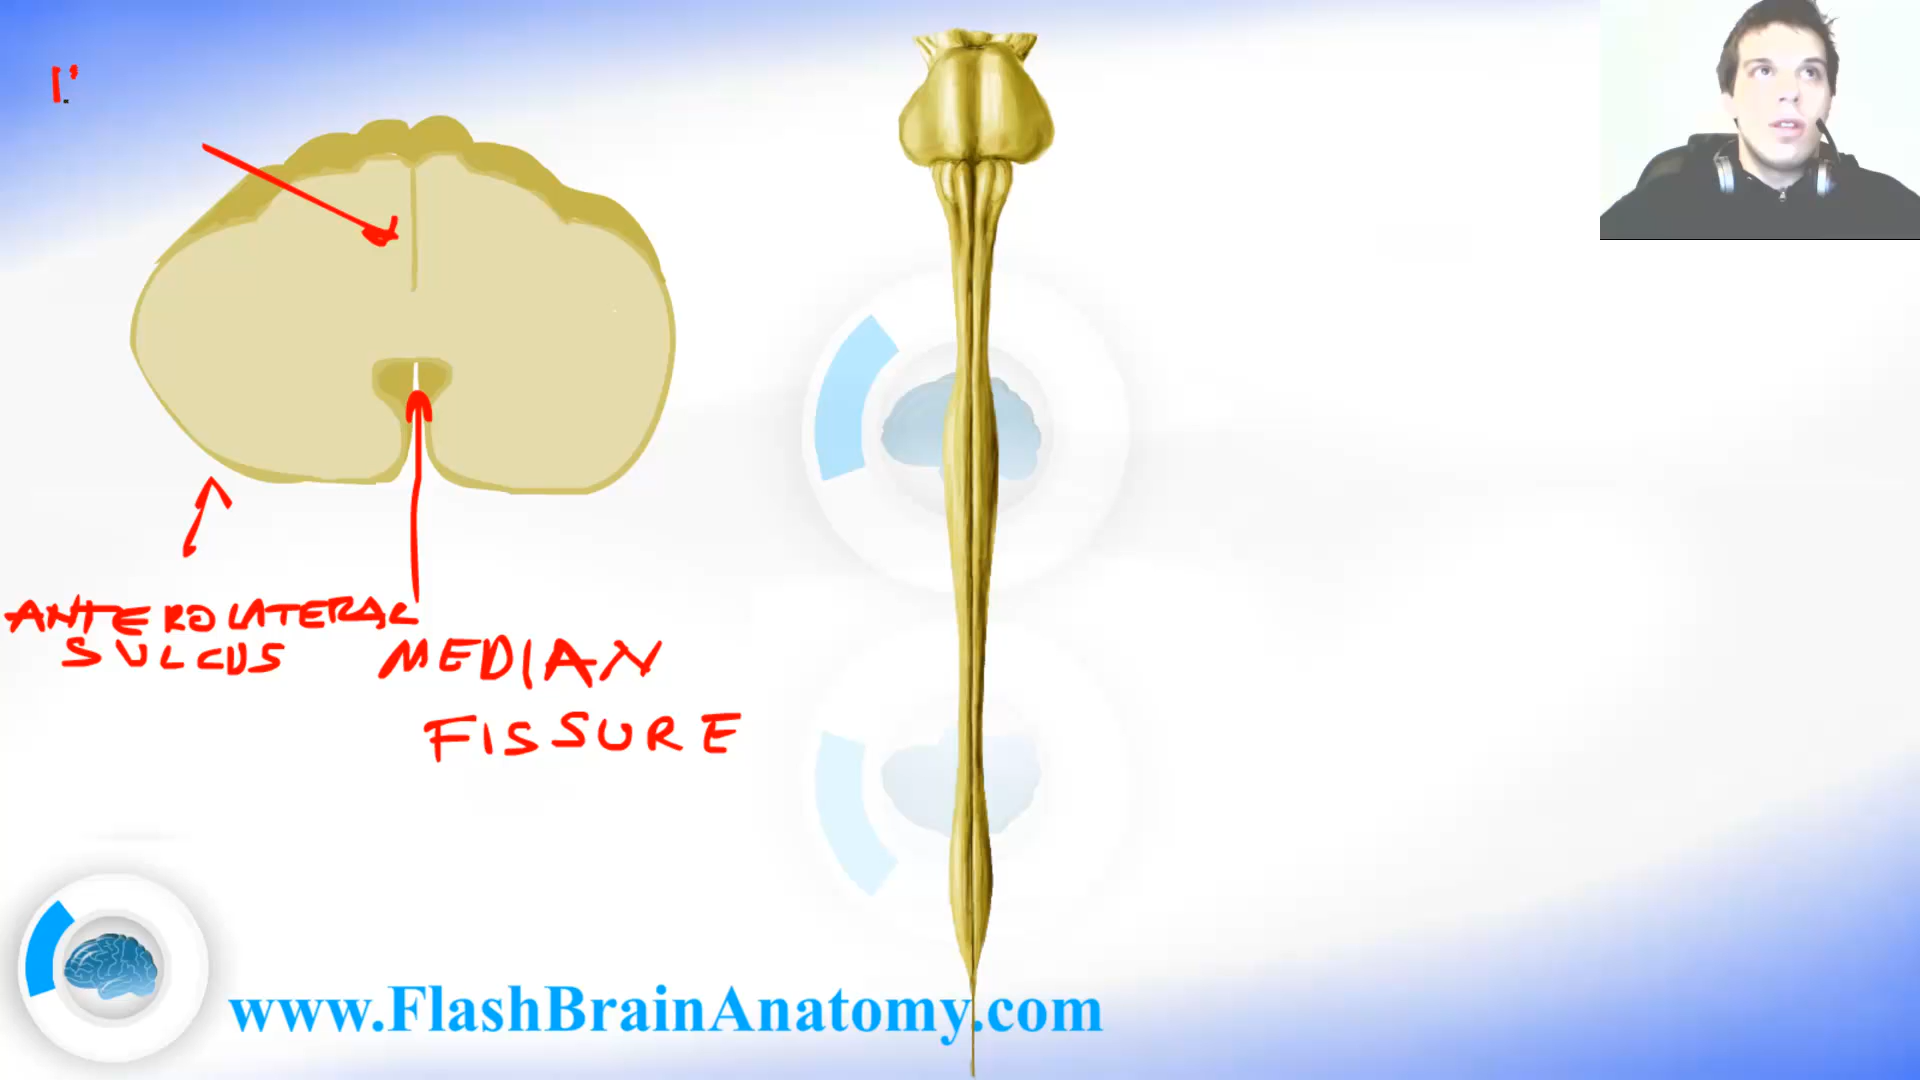 ANTEROLATERAL
SULCUS
MEDIAN
FISSURE
www.FlashBrainAnatomy.com